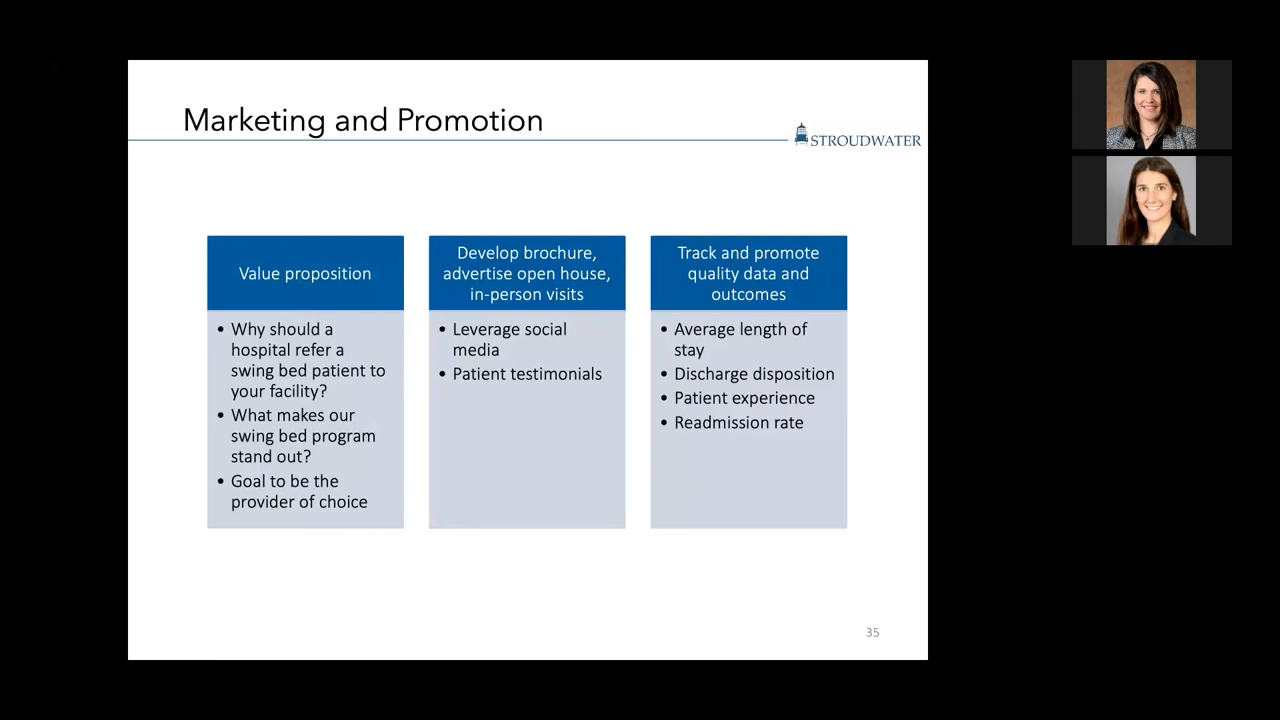 Marketing and Promotion
STROUDWATER
Value proposition
• Why should a
hospital refer a
swing bed patient to
your facility?
• What makes our
swing bed program
stand out?
• Goal to be the
provider of choice
Develop brochure,
advertise open house,
in-person visits
• Leverage social
media
• Patient testimonials
Track and promote
quality data and
outcomes
• Average length of
stay
• Discharge disposition
• Patient experience
• Readmission rate
35